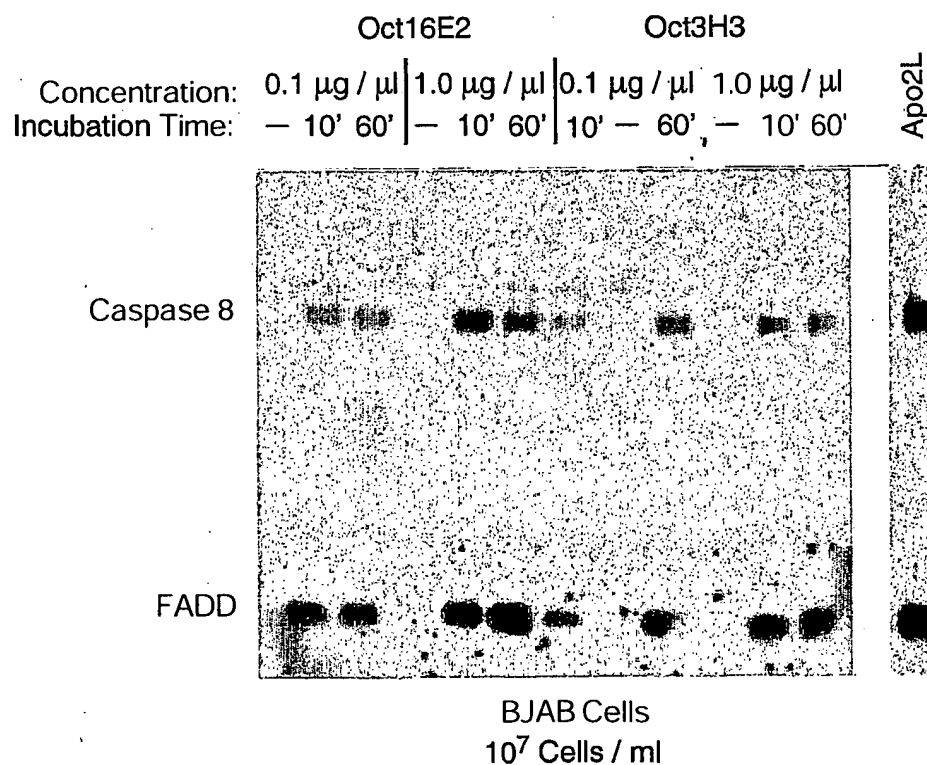 Oct16E2 Oct3H3
Concentration: 0.1 µg / µl 1.0 µg / µl 0.1 µg / µl 1.0 µg / µl
Incubation Time: – 10' 60' – 10' 60' 10' – 60' – 10' 60'
Apo2L
Caspase 8
FADD
BJAB Cells
10⁷ Cells / ml